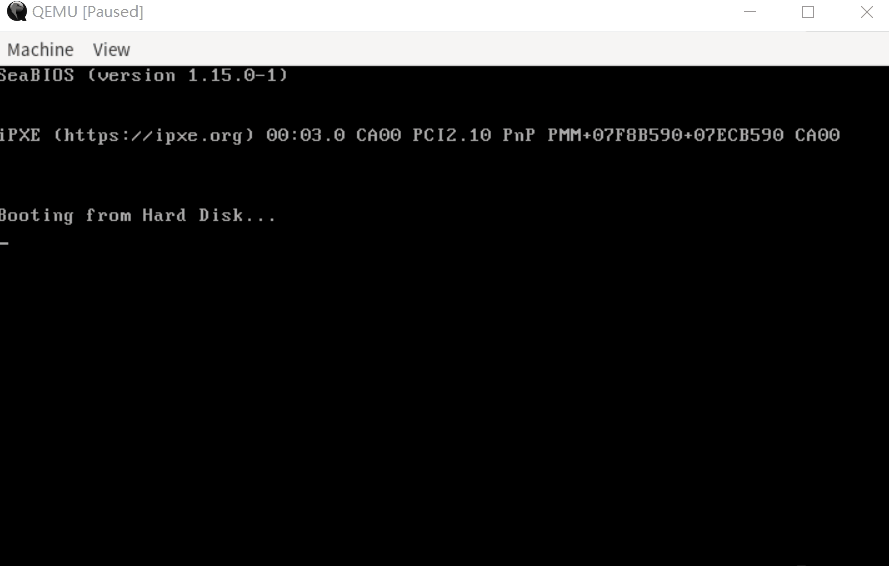 QEMU [Paused]
Machine View
SeaBIOS (version 1.15.0-1)
iPXE (https://ipxe.org) 00:03.0 CA00 PCI2.10 PnP PMM+07F8B590+07ECB590 CA00
Booting from Hard Disk...